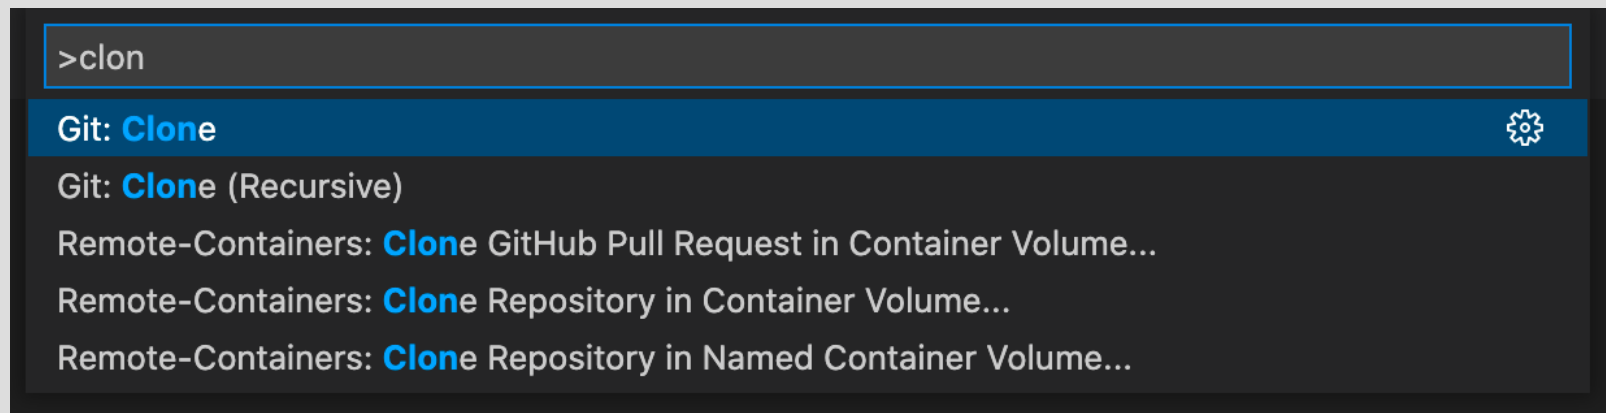 >clon
Git: Clone
Git: Clone (Recursive)
Remote-Containers: Clone GitHub Pull Request in Container Volume...
Remote-Containers: Clone Repository in Container Volume...
Remote-Containers: Clone Repository in Named Container Volume...